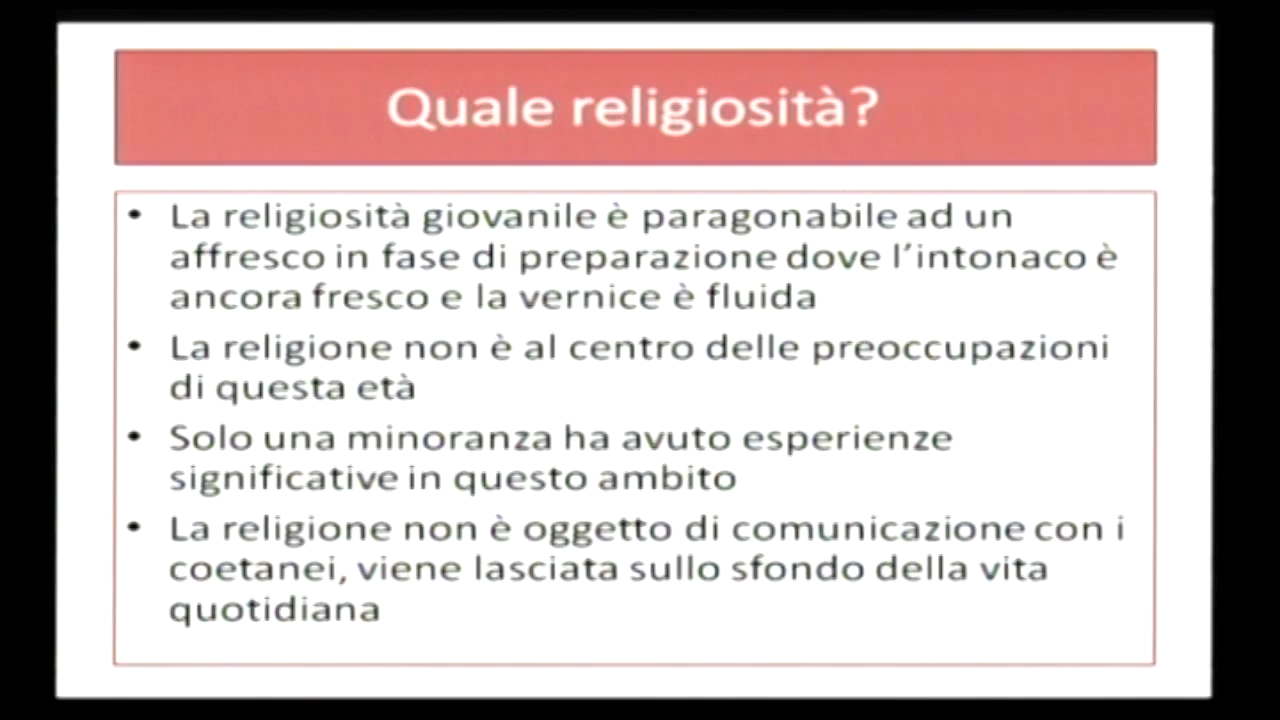 Quale religiosità?
• La religiosità giovanile è paragonabile ad un
affresco in fase di preparazione dove l'intonaco è
ancora fresco e la vernice è fluida
• La religione non è al centro delle preoccupazioni
di questa età
• Solo una minoranza ha avuto esperienze
significative in questo ambito
• La religione non è oggetto di comunicazione con i
coetanei, viene lasciata sullo sfondo della vita
quotidiana